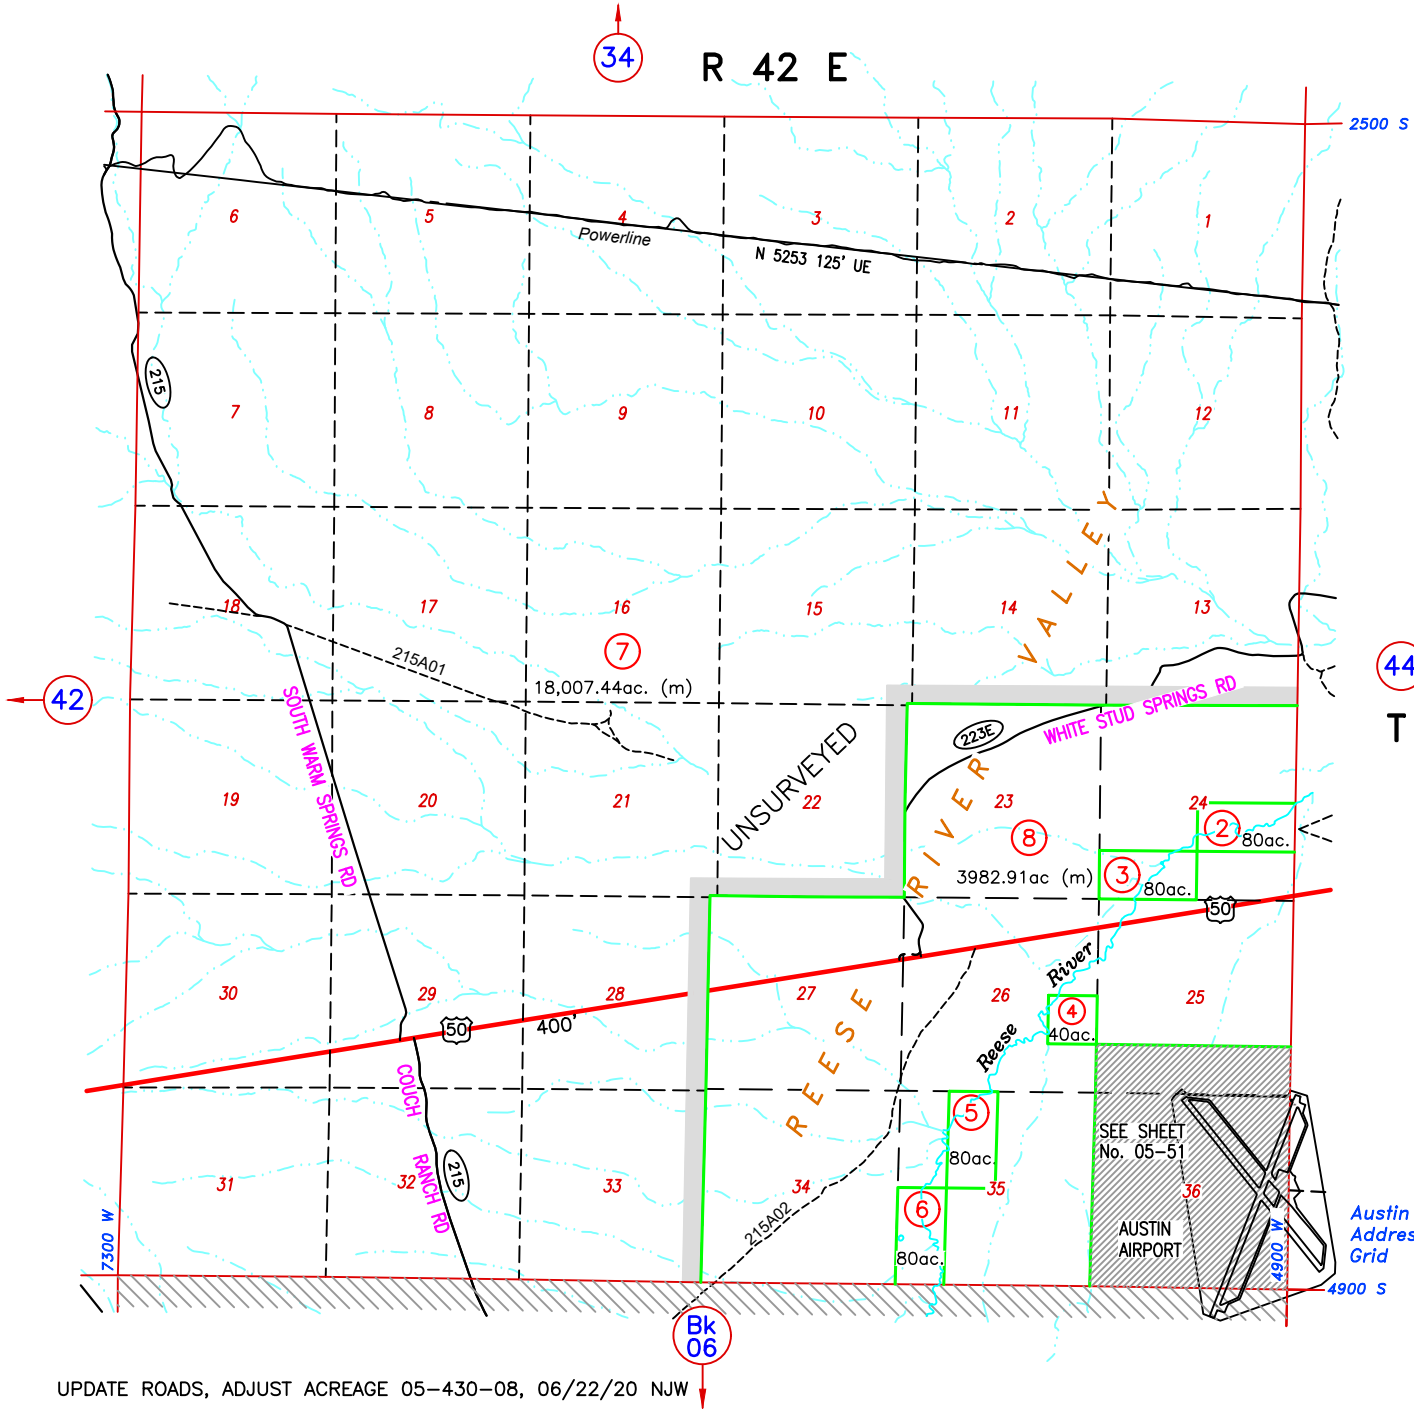 34
R 42 E
2500 S
6
5
4
3
2
1
Powerline
N 5253 125' UE
215
7
8
9
10
11
12
18
17
16
15
14
13
REESE RIVER VALLEY
215A01
7
18,007.44ac. (m)
42
44
T
SOUTH WARM SPRINGS RD
UNSURVEYED
WHITE STUD SPRINGS RD
223E
19
20
21
22
23
24
8
3982.91ac (m)
2
80ac.
3
80ac.
50
30
29
28
27
26
25
50
400'
Reese River
4
40ac.
COUCH RANCH RD
215
5
80ac.
SEE SHEET
No. 05-51
31
32
33
34
35
36
6
80ac.
215A02
AUSTIN
AIRPORT
7300 W
4900 W
Austin
Addres
Grid
4900 S
Bk
06
UPDATE ROADS, ADJUST ACREAGE 05-430-08, 06/22/20 NJW